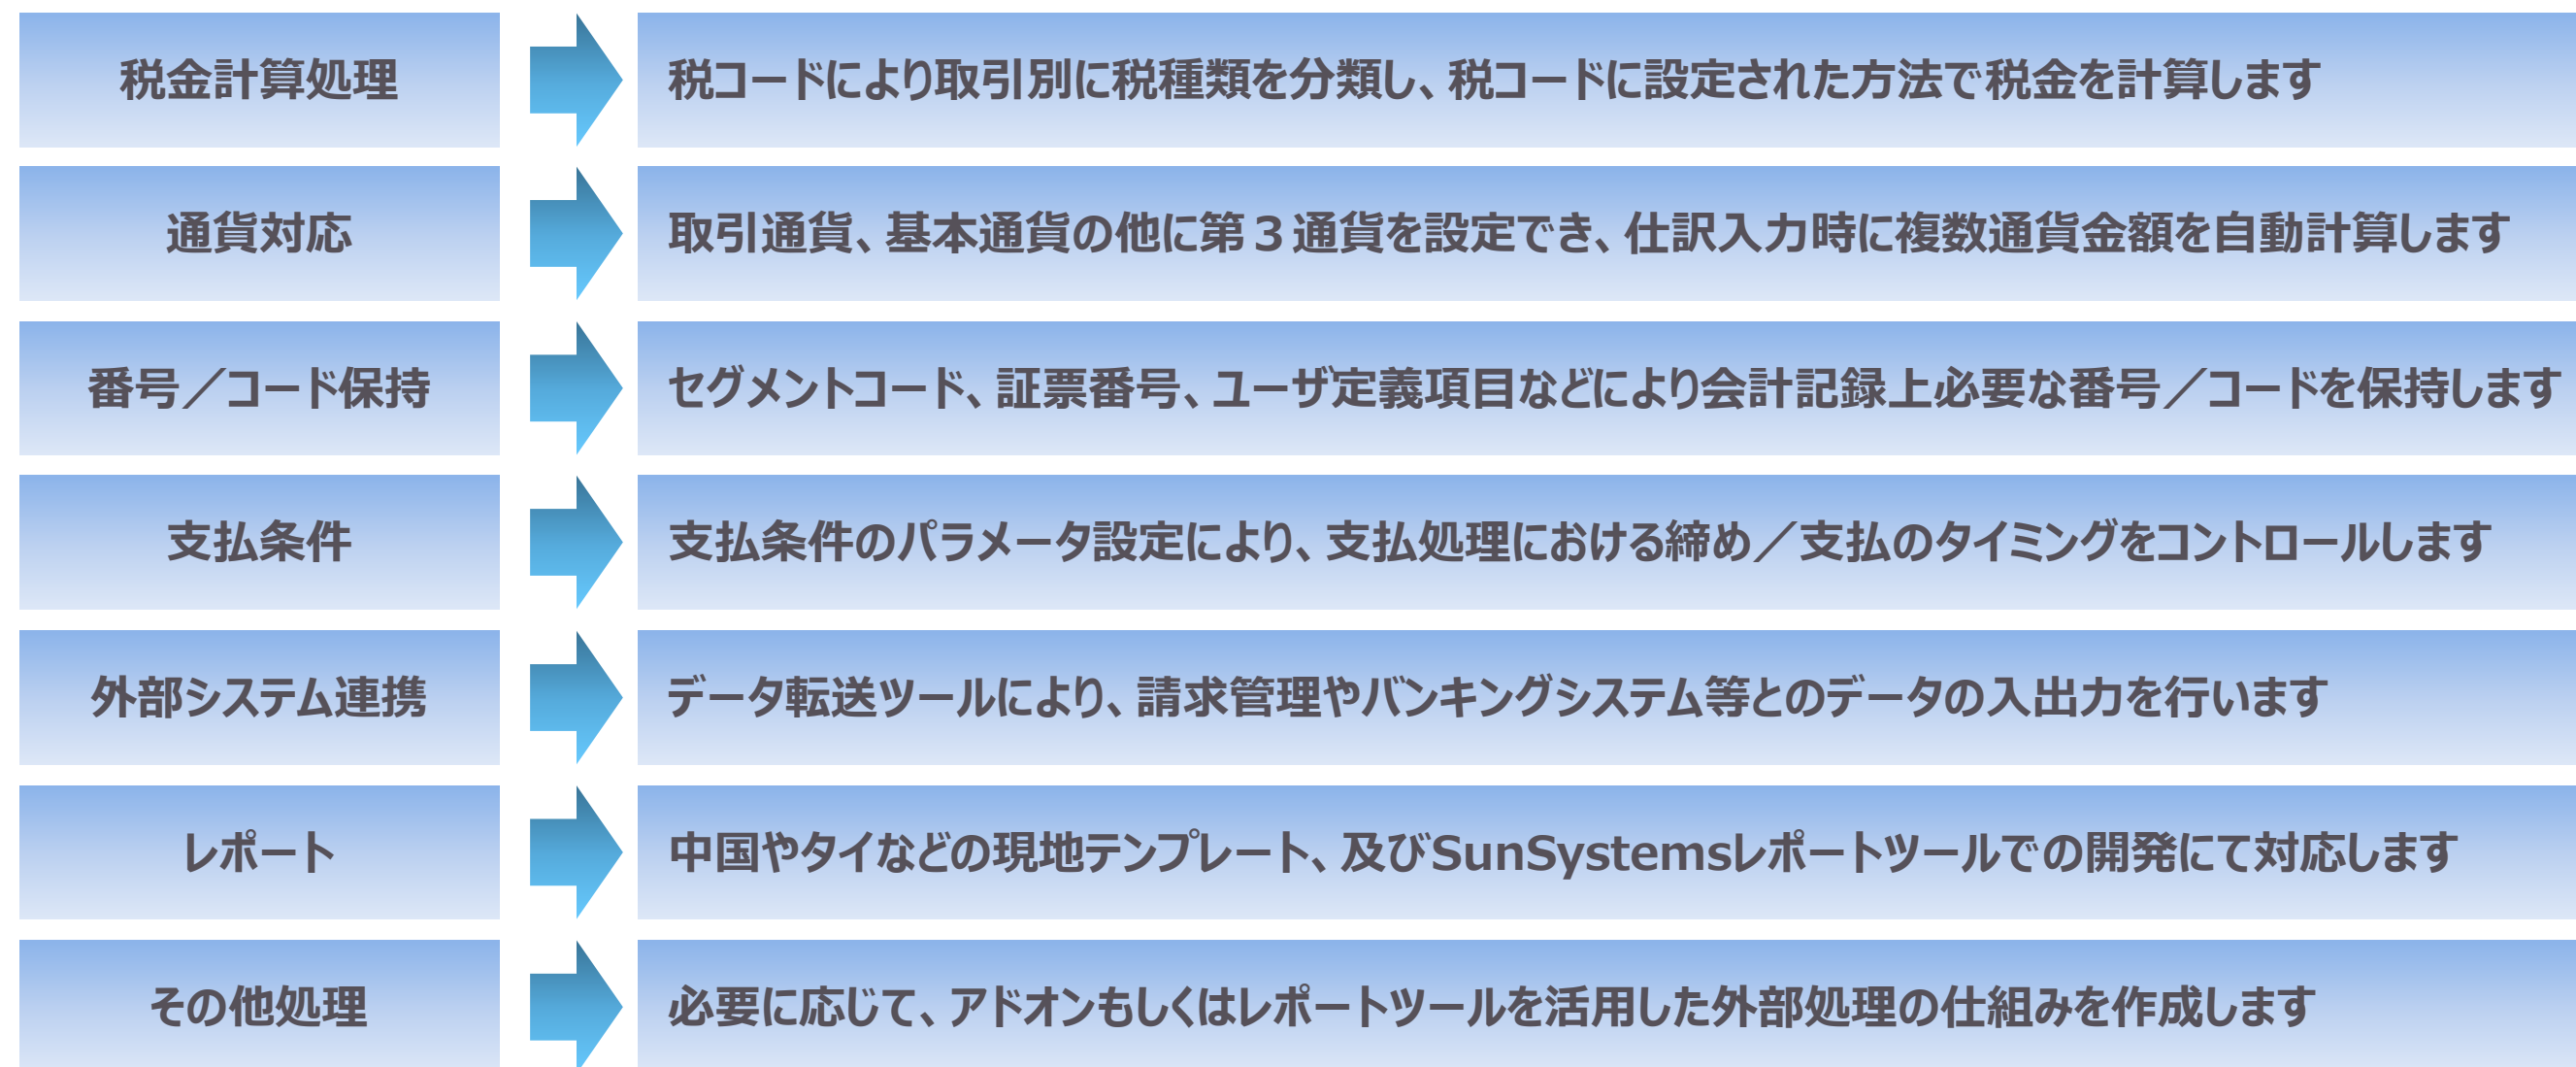 税金計算処理
税コードにより取引別に税種類を分類し、税コードに設定された方法で税金を計算します
通貨対応
取引通貨、基本通貨の他に第３通貨を設定でき、仕訳入力時に複数通貨金額を自動計算します
番号／コード保持
セグメントコード、証票番号、ユーザ定義項目などにより会計記録上必要な番号／コードを保持します
支払条件
支払条件のパラメータ設定により、支払処理における締め／支払のタイミングをコントロールします
外部システム連携
データ転送ツールにより、請求管理やバンキングシステム等とのデータの入出力を行います
レポート
中国やタイなどの現地テンプレート、及びSunSystemsレポートツールでの開発にて対応します
その他処理
必要に応じて、アドオンもしくはレポートツールを活用した外部処理の仕組みを作成します